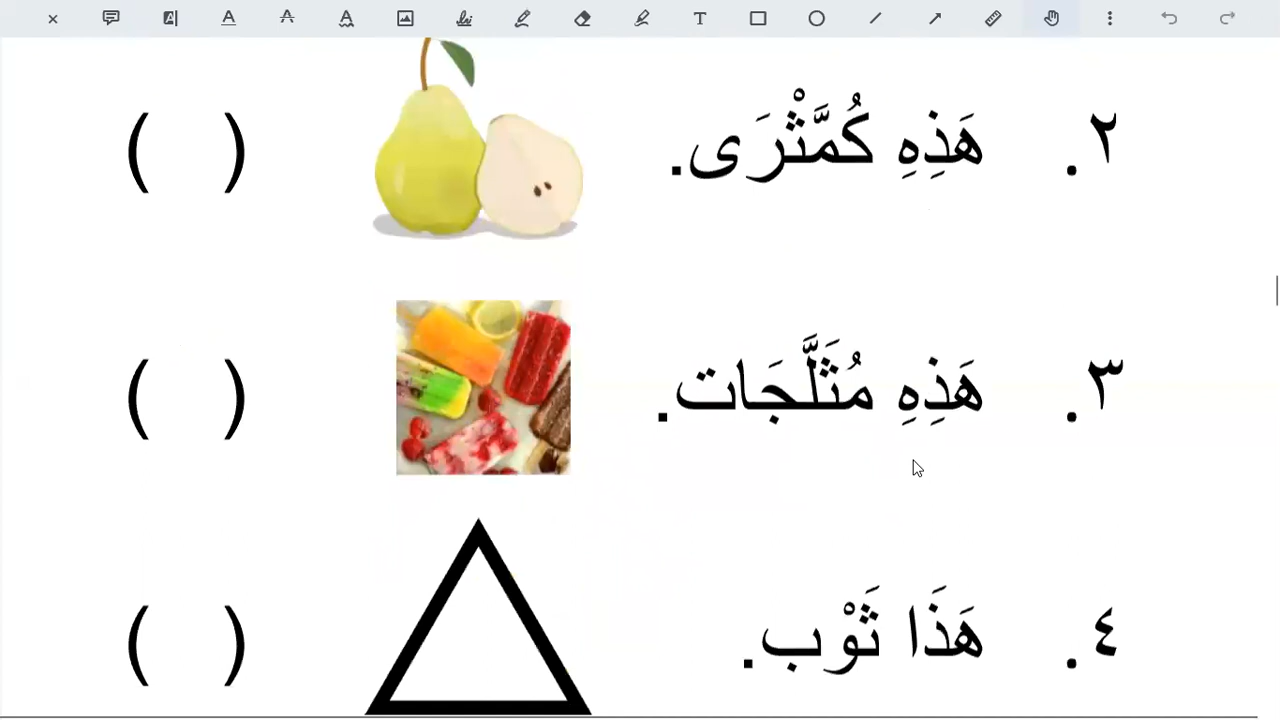 ٢. هَذِهِ كُمَّثْرَى. ( )
٣. هَذِهِ مُثَلَّجَات. ( )
٤. هَذَا ثَوْب. ( )